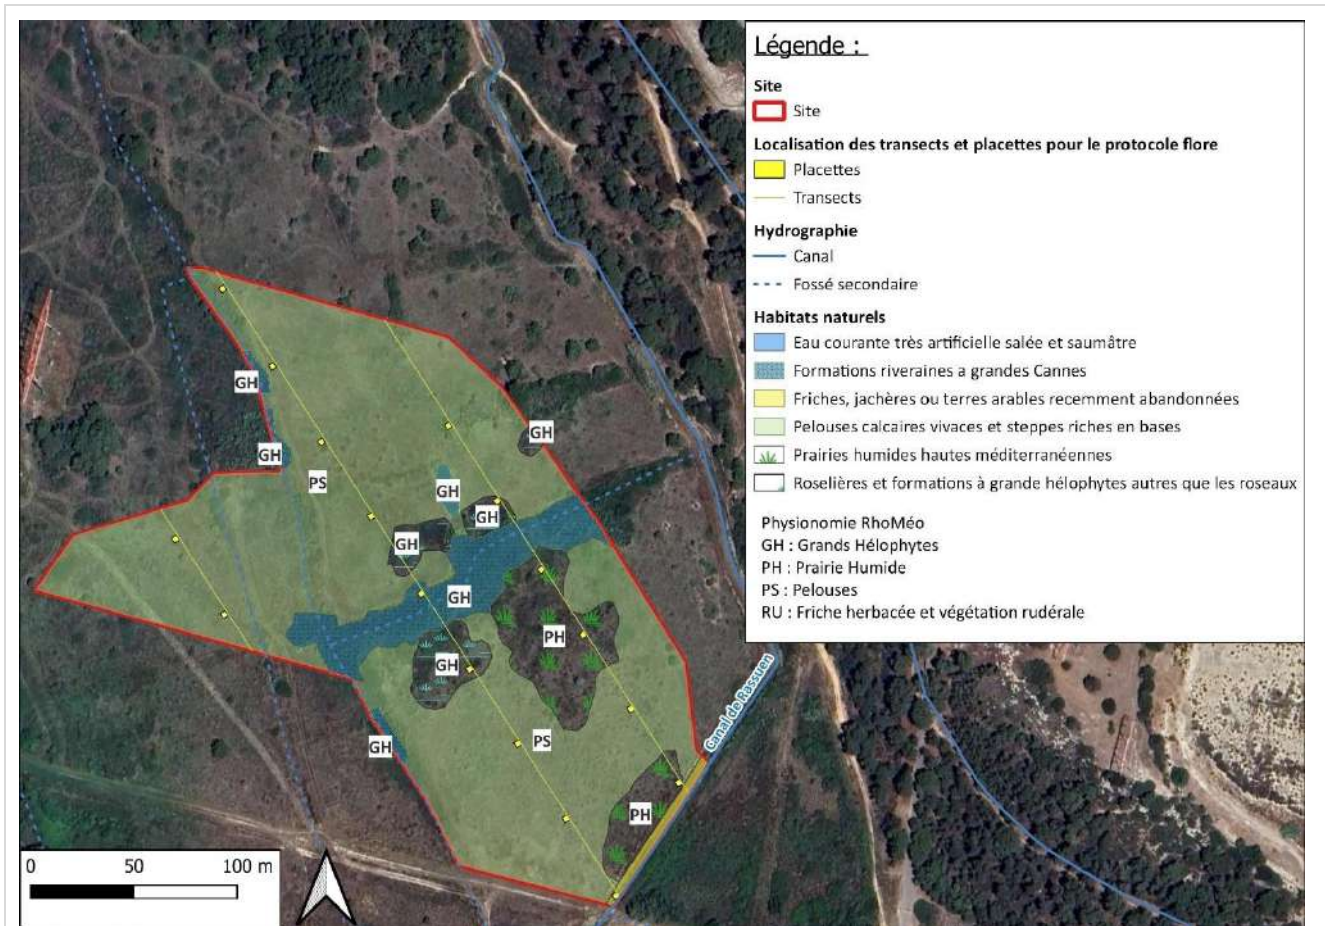 Légende :
Site
Site
Localisation des transects et placettes pour le protocole flore
Placettes
Transects
Hydrographie
Canal
Fossé secondaire
Habitats naturels
Eau courante très artificielle salée et saumâtre
Formations riveraines a grandes Cannes
Friches, jachères ou terres arables recemment abandonnées
Pelouses calcaires vivaces et steppes riches en bases
Prairies humides hautes méditerranéennes
Roselières et formations à grande hélophytes autres que les roseaux
Physionomie RhoMéo
GH : Grands Hélophytes
PH : Prairie Humide
PS : Pelouses
RU : Friche herbacée et végétation rudérale
GH
GH
GH
PS
GH
GH
GH
GH
PH
GH
PS
GH
PH
Canal de Rassuen
0 50 100 m